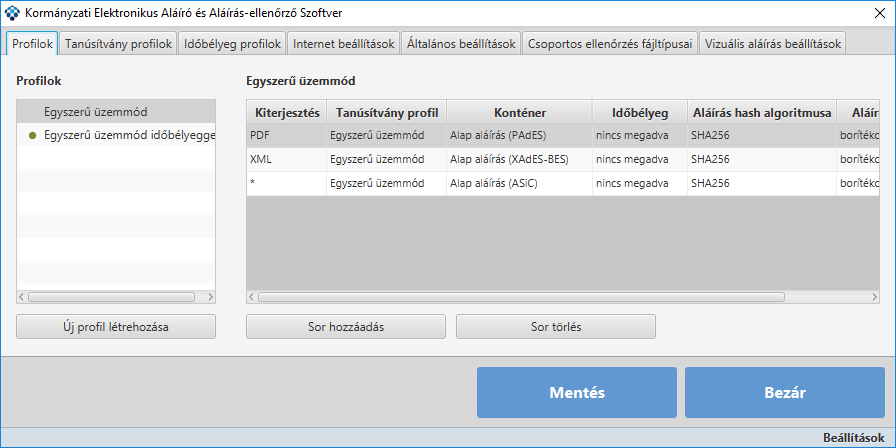 Kormányzati Elektronikus Aláíró és Aláírás-ellenőrző Szoftver
Profilok Tanúsítvány profilok Időbélyeg profilok Internet beállítások Általános beállítások Csoportos ellenőrzés fájltípusai Vizuális aláírás beállítások
Profilok
Egyszerű üzemmód
Egyszerű üzemmód időbélyegge
Új profil létrehozása
Egyszerű üzemmód
Kiterjesztés Tanúsítvány profil Konténer Időbélyeg Aláírás hash algoritmusa Aláír
PDF Egyszerű üzemmód Alap aláírás (PAdES) nincs megadva SHA256 borítéko
XML Egyszerű üzemmód Alap aláírás (XAdES-BES) nincs megadva SHA256 borítéko
* Egyszerű üzemmód Alap aláírás (ASiC) nincs megadva SHA256 borítéko
Sor hozzáadás Sor törlés
Mentés Bezár
Beállítások